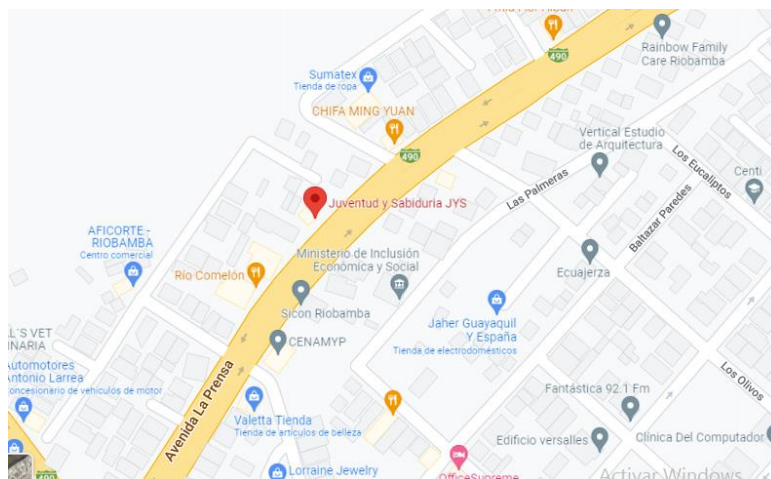 490
Rainbow Family
Care Riobamba
Sumatex
Tienda de ropa
CHIFA MING YUAN
490
Vertical Estudio
de Arquitectura
Los Eucaliptos
Centi
Las Palmeras
Baltazar Paredes
Juventud y Sabiduria JYS
AFICORTE -
RIOBAMBA
Centro comercial
Ministerio de Inclusión
Económica y Social
Río Comelón
Ecuajerza
Sicon Riobamba
Jaher Guayaquil
Y España
Tienda de electrodomésticos
L´S VET
INARIA
CENAMYP
Automotores
Antonio Larrea
oncesionario de vehículos de motor
Avenida La Prensa
Los Olivos
Fantástica 92.1 Fm
Valetta Tienda
Tienda de artículos de belleza
Edificio versalles
Clínica Del Computador
490
Lorraine Jewelry
OfficeSupreme
Activar Windows